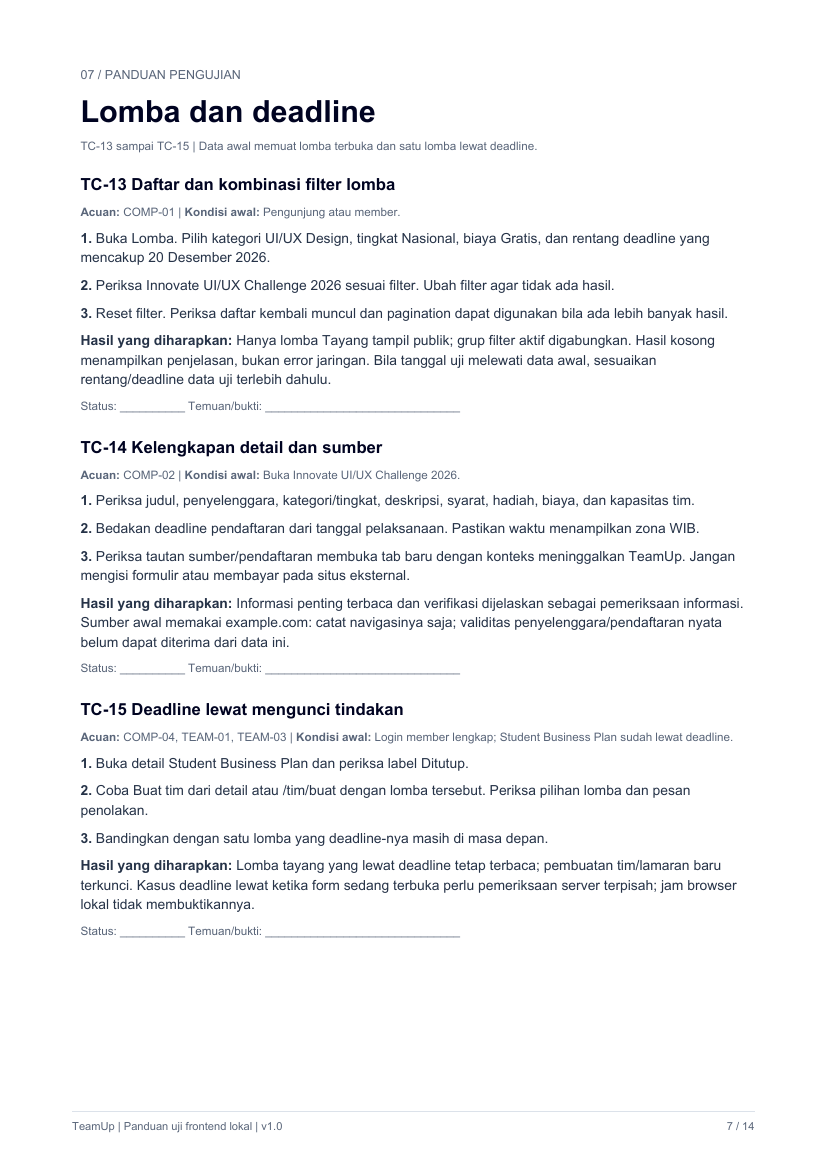 07 / PANDUAN PENGUJIAN
Lomba dan deadline
TC-13 sampai TC-15 | Data awal memuat lomba terbuka dan satu lomba lewat deadline.
TC-13 Daftar dan kombinasi filter lomba
Acuan: COMP-01 | Kondisi awal: Pengunjung atau member.
1. Buka Lomba. Pilih kategori UI/UX Design, tingkat Nasional, biaya Gratis, dan rentang deadline yang
mencakup 20 Desember 2026.
2. Periksa Innovate UI/UX Challenge 2026 sesuai filter. Ubah filter agar tidak ada hasil.
3. Reset filter. Periksa daftar kembali muncul dan pagination dapat digunakan bila ada lebih banyak hasil.
Hasil yang diharapkan: Hanya lomba Tayang tampil publik; grup filter aktif digabungkan. Hasil kosong
menampilkan penjelasan, bukan error jaringan. Bila tanggal uji melewati data awal, sesuaikan
rentang/deadline data uji terlebih dahulu.
Status: __________ Temuan/bukti: ______________________________
TC-14 Kelengkapan detail dan sumber
Acuan: COMP-02 | Kondisi awal: Buka Innovate UI/UX Challenge 2026.
1. Periksa judul, penyelenggara, kategori/tingkat, deskripsi, syarat, hadiah, biaya, dan kapasitas tim.
2. Bedakan deadline pendaftaran dari tanggal pelaksanaan. Pastikan waktu menampilkan zona WIB.
3. Periksa tautan sumber/pendaftaran membuka tab baru dengan konteks meninggalkan TeamUp. Jangan
mengisi formulir atau membayar pada situs eksternal.
Hasil yang diharapkan: Informasi penting terbaca dan verifikasi dijelaskan sebagai pemeriksaan informasi.
Sumber awal memakai example.com: catat navigasinya saja; validitas penyelenggara/pendaftaran nyata
belum dapat diterima dari data ini.
Status: __________ Temuan/bukti: ______________________________
TC-15 Deadline lewat mengunci tindakan
Acuan: COMP-04, TEAM-01, TEAM-03 | Kondisi awal: Login member lengkap; Student Business Plan sudah lewat deadline.
1. Buka detail Student Business Plan dan periksa label Ditutup.
2. Coba Buat tim dari detail atau /tim/buat dengan lomba tersebut. Periksa pilihan lomba dan pesan
penolakan.
3. Bandingkan dengan satu lomba yang deadline-nya masih di masa depan.
Hasil yang diharapkan: Lomba tayang yang lewat deadline tetap terbaca; pembuatan tim/lamaran baru
terkunci. Kasus deadline lewat ketika form sedang terbuka perlu pemeriksaan server terpisah; jam browser
lokal tidak membuktikannya.
Status: __________ Temuan/bukti: ______________________________
TeamUp | Panduan uji frontend lokal | v1.0
7 / 14